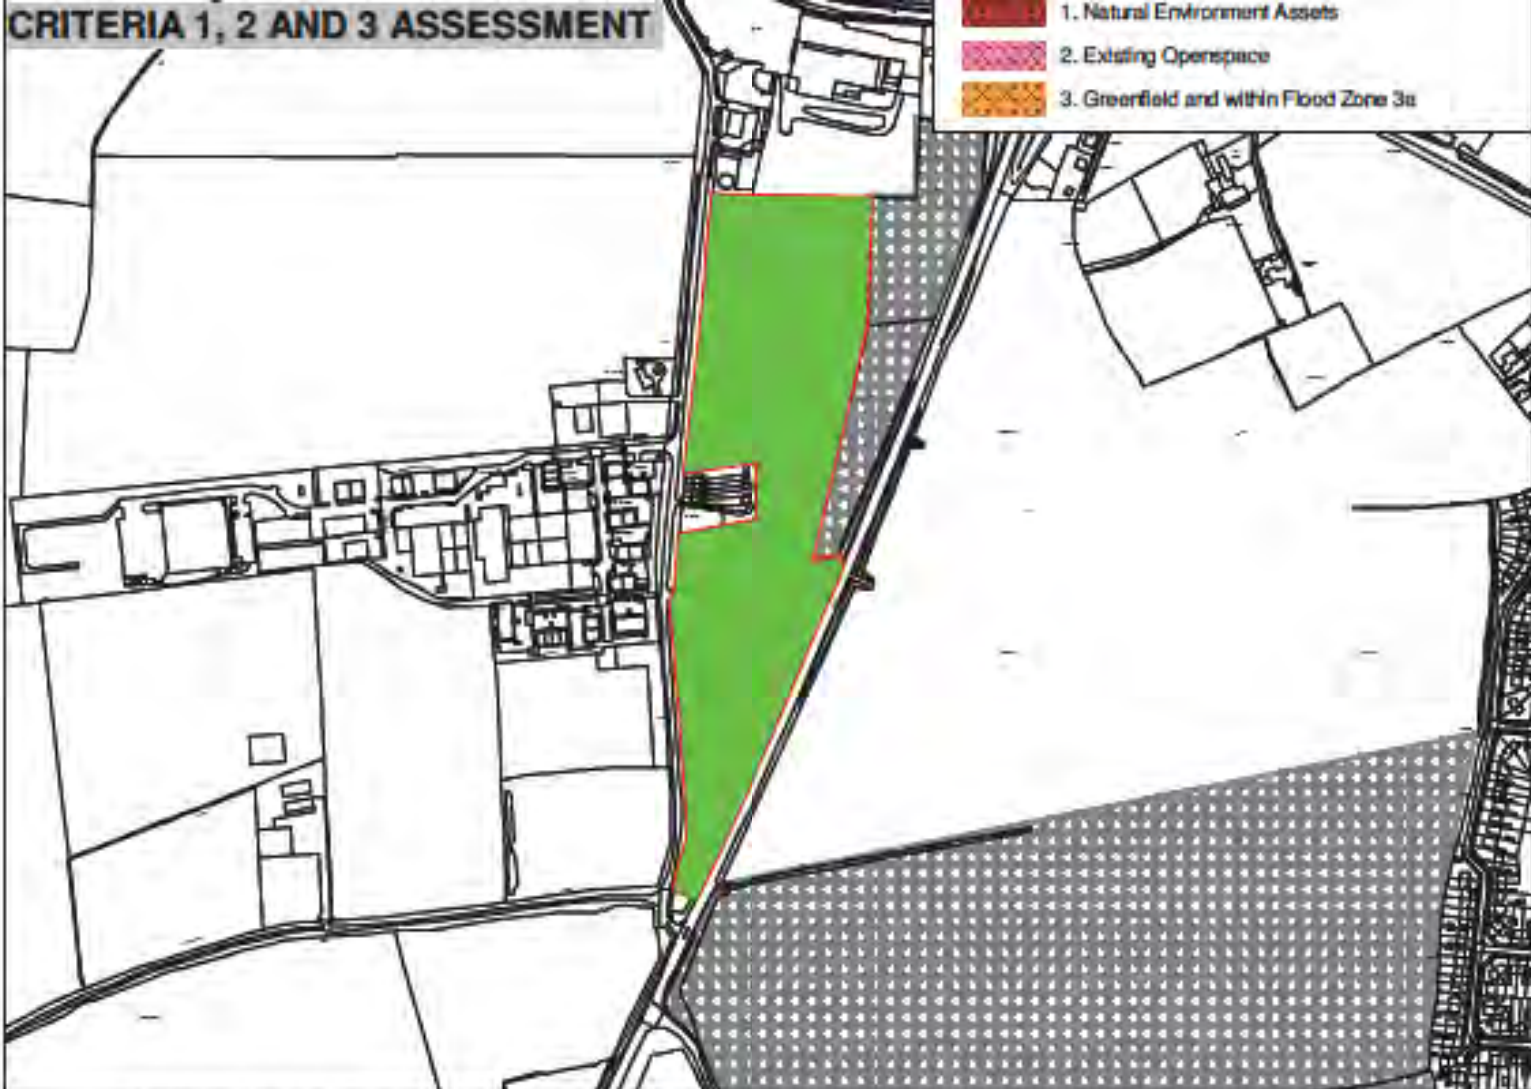 CRITERIA 1, 2 AND 3 ASSESSMENT
1. Natural Environment Assets
2. Existing Openspace
3. Greenfield and within Flood Zone 3a